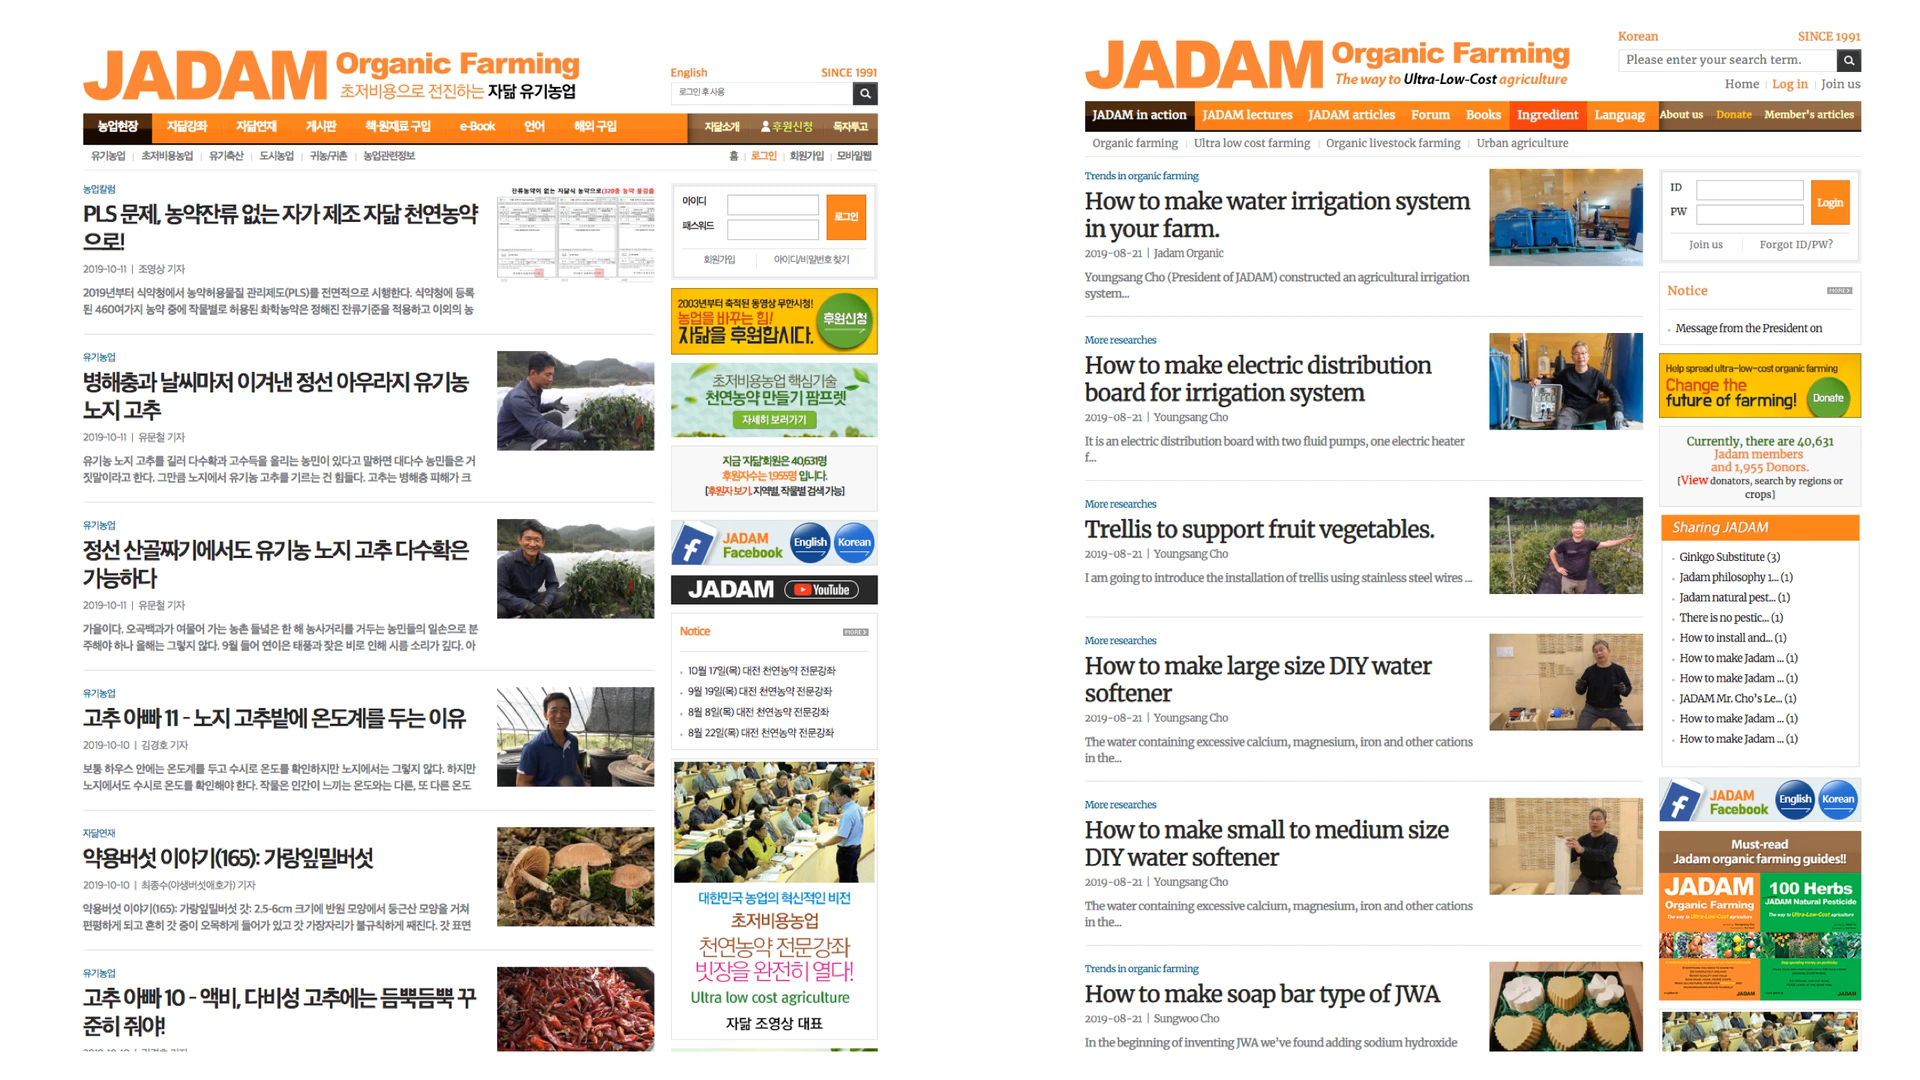 JADAM Organic Farming
초저비용으로 전진하는 자닮 유기농업
English SINCE 1991
로그인 후 사용
농업현장 자닮강좌 자닮연재 게시판 책·원재료 구입 e-Book 언어 해외 구입 자닮소개 후원신청 독자투고
유기농업 초저비용농업 유기축산 도시농업 귀농/귀촌 농업관련정보 홈 로그인 회원가입 모바일웹
농업칼럼
PLS 문제, 농약잔류 없는 자가 제조 자닮 천연농약
으로!
2019-10-11 | 조영상 기자
2019년부터 식약청에서 농약허용물질 관리제도(PLS)를 전면적으로 시행한다. 식약청에 등록
된 460여가지 농약 중에 작물별로 허용된 화학농약은 정해진 잔류기준을 적용하고 이외의 농
잔류농약이 없는 자닮식 농약으로(320종 농약 불검출
유기농업
병해충과 날씨마저 이겨낸 정선 아우라지 유기농
노지 고추
2019-10-11 | 유문철 기자
유기농 노지 고추를 길러 다수확과 고수득을 올리는 농민이 있다고 말하면 대다수 농민들은 거
짓말이라고 한다. 그만큼 노지에서 유기농 고추를 기르는 건 힘들다. 고추는 병해충 피해가 크
유기농업
정선 산골짜기에서도 유기농 노지 고추 다수확은
가능하다
2019-10-11 | 유문철 기자
가을이다. 오곡백과가 여물어 가는 농촌 들녘은 한 해 농사거리를 거두는 농민들의 일손으로 분
주해야 하나 올해는 그렇지 않다. 9월 들어 연이은 태풍과 잦은 비로 인해 시름 소리가 깊다. 아
유기농업
고추 아빠 11 - 노지 고추밭에 온도계를 두는 이유
2019-10-10 | 김경호 기자
보통 하우스 안에는 온도계를 두고 수시로 온도를 확인하지만 노지에서는 그렇지 않다. 하지만
노지에서도 수시로 온도를 확인해야 한다. 작물은 인간이 느끼는 온도와는 다른, 또 다른 온도
자닮연재
약용버섯 이야기(165): 가랑잎밀버섯
2019-10-10 | 최종수(야생버섯애호가) 기자
약용버섯 이야기(165): 가랑잎밀버섯 갓: 2.5-6cm 크기에 반원 모양에서 둥근산 모양을 거쳐
편평하게 되고 흔히 갓 중이 오목하게 들어가 있고 갓 가장자리가 불규칙하게 째진다. 갓 표면
유기농업
고추 아빠 10 - 액비, 다비성 고추에는 듬뿍듬뿍 꾸
준히 줘야!
아이디
패스워드
로그인
회원가입 아이디/비밀번호 찾기
2003년부터 축적된 동영상 무한시청!
농업을 바꾸는 힘!
자닮을 후원합시다.
후원신청
초저비용농업 핵심기술
천연농약 만들기 팜프렛
자세히 보러가기
지금 '자닮'회원은 40,631명
후원자수는 1,955명 입니다.
[후원자 보기. 지역별, 작물별 검색 가능]
JADAM
Facebook
English Korean
JADAM YouTube
Notice MORE
10월 17일(목) 대전 천연농약 전문강좌
9월 19일(목) 대전 천연농약 전문강좌
8월 8일(목) 대전 천연농약 전문강좌
8월 22일(목) 대전 천연농약 전문강좌
대한민국 농업의 혁신적인 비전
초저비용농업
천연농약 전문강좌
빗장을 완전히 열다!
Ultra low cost agriculture
자닮 조영상 대표
JADAM Organic Farming
The way to Ultra-Low-Cost agriculture
Korean SINCE 1991
Please enter your search term.
Home | Log in | Join us
JADAM in action JADAM lectures JADAM articles Forum Books Ingredient Languag About us Donate Member's articles
Organic farming Ultra low cost farming Organic livestock farming Urban agriculture
Trends in organic farming
How to make water irrigation system
in your farm.
2019-08-21 | Jadam Organic
Youngsang Cho (President of JADAM) constructed an agricultural irrigation
system...
More researches
How to make electric distribution
board for irrigation system
2019-08-21 | Youngsang Cho
It is an electric distribution board with two fluid pumps, one electric heater
f...
More researches
Trellis to support fruit vegetables.
2019-08-21 | Youngsang Cho
I am going to introduce the installation of trellis using stainless steel wires ...
More researches
How to make large size DIY water
softener
2019-08-21 | Youngsang Cho
The water containing excessive calcium, magnesium, iron and other cations
in the...
More researches
How to make small to medium size
DIY water softener
2019-08-21 | Youngsang Cho
The water containing excessive calcium, magnesium, iron and other cations
in the...
Trends in organic farming
How to make soap bar type of JWA
2019-08-21 | Sungwoo Cho
In the beginning of inventing JWA we've found adding sodium hydroxide
ID
PW
Login
Join us Forgot ID/PW?
Notice MORE
Message from the President on
Help spread ultra-low-cost organic farming
Change the
future of farming!
Donate
Currently, there are 40,631
Jadam members
and 1,955 Donors.
[View donators, search by regions or
crops]
Sharing JADAM
Ginkgo Substitute (3)
Jadam philosophy 1... (1)
Jadam natural pest... (1)
There is no pestic... (1)
How to install and... (1)
How to make Jadam ... (1)
How to make Jadam ... (1)
JADAM Mr. Cho's Le... (1)
How to make Jadam ... (1)
How to make Jadam ... (1)
JADAM
Facebook
English Korean
Must-read
Jadam organic farming guides!!
JADAM
Organic Farming
The way to Ultra-Low-Cost agriculture
JADAM
100 Herbs
JADAM Natural Pesticide
The way to Ultra-Low-Cost agriculture
JADAM